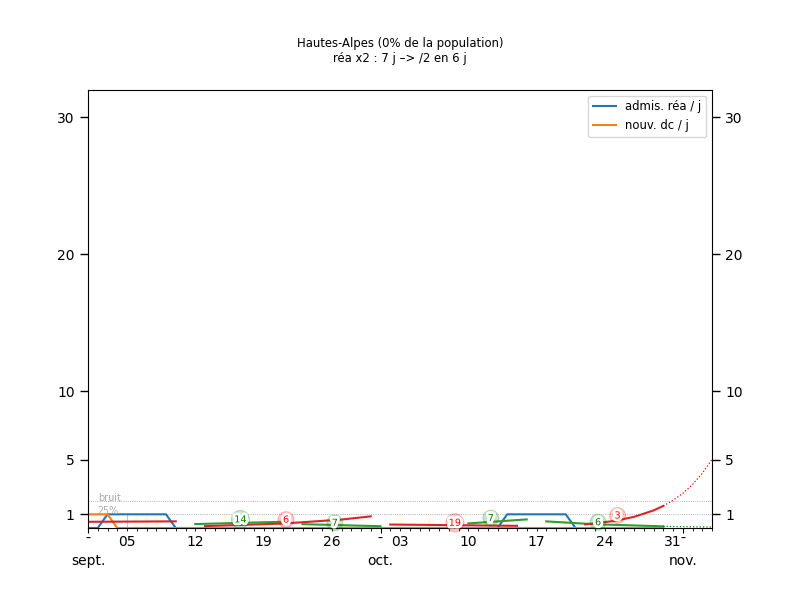 Hautes-Alpes (0% de la population)
réa x2 : 7 j –> /2 en 6 j
admis. réa / j
nouv. dc / j
30 30
20 20
10 10
5 5
bruit
25%
1 1
14 6 7 19 7 6 3
- 05 12 19 26 - 03 10 17 24 31 -
sept. oct. nov.